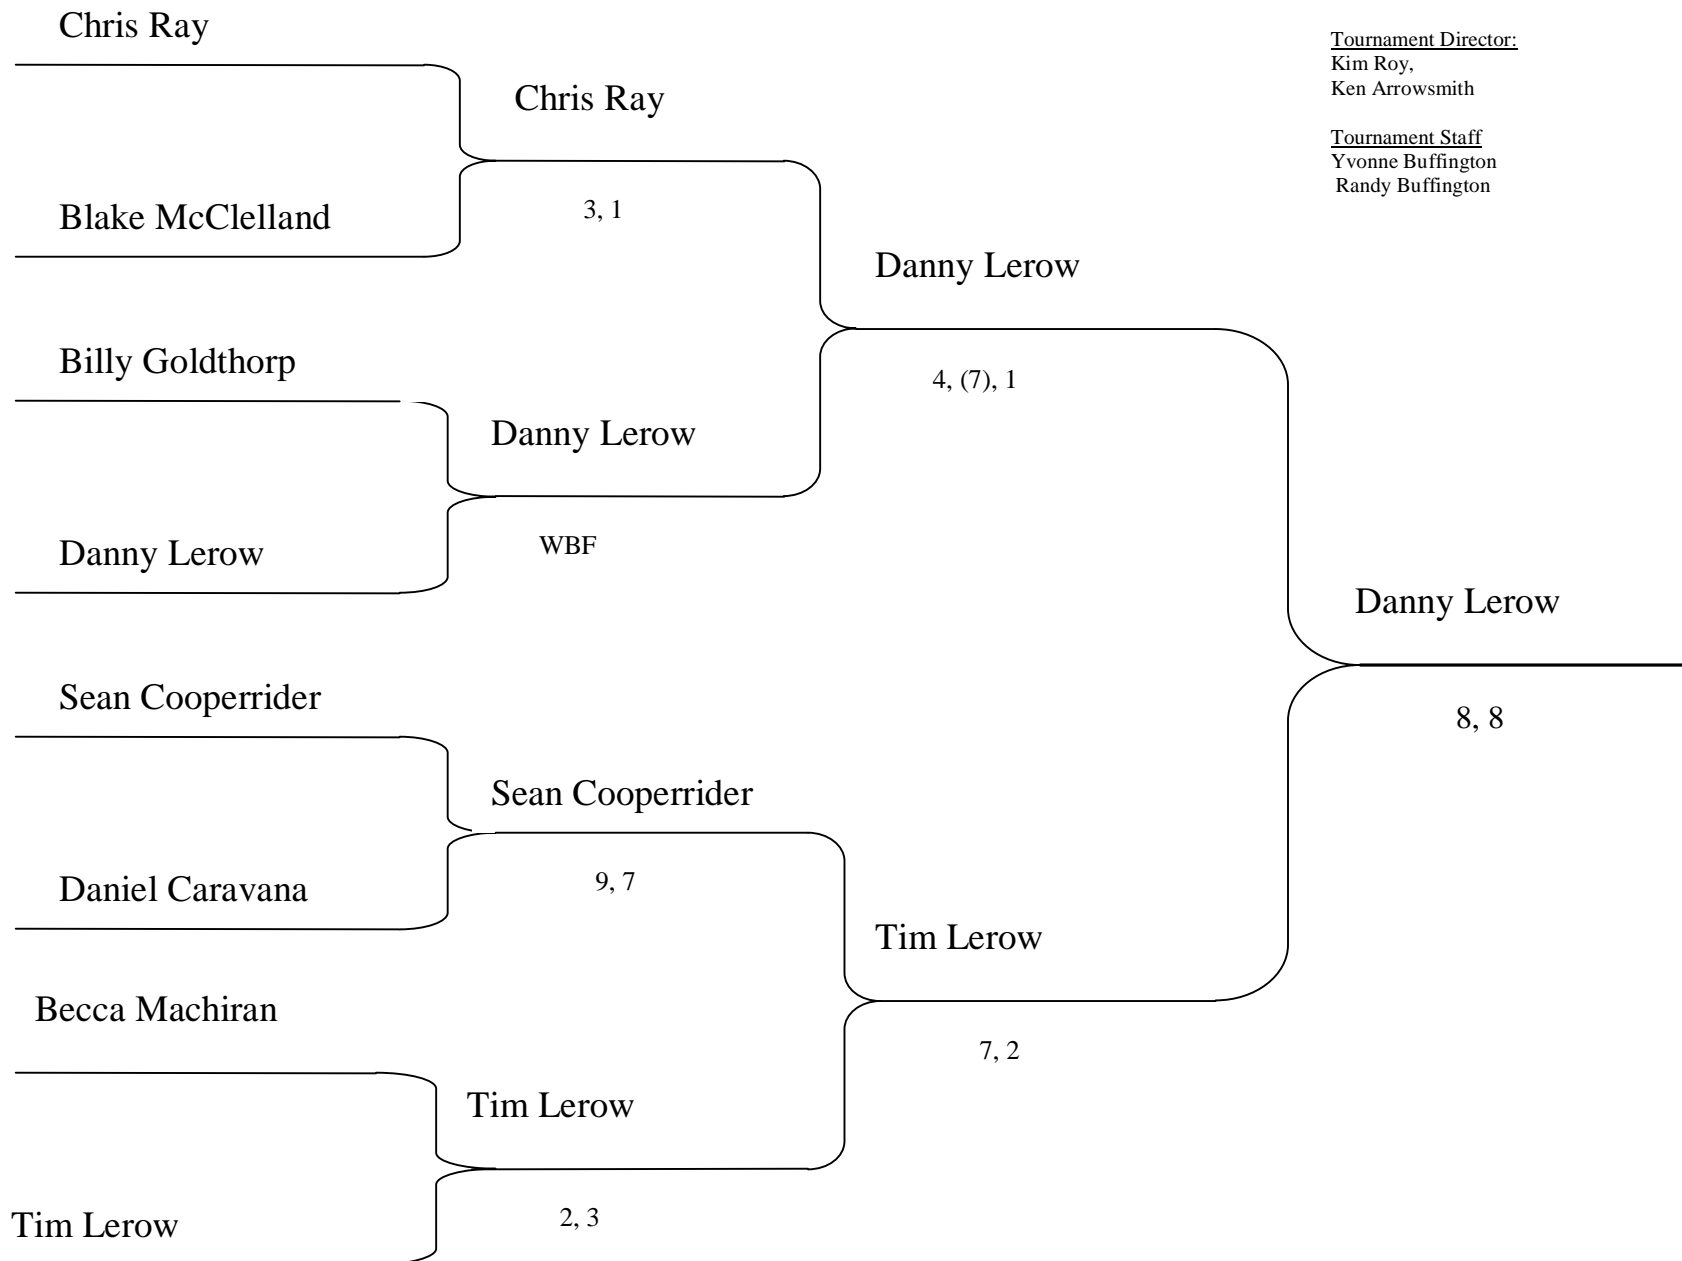 Chris Ray
Tournament Director:
Kim Roy,
Ken Arrowsmith
Chris Ray
Tournament Staff
Yvonne Buffington
Randy Buffington
Blake McClelland
3, 1
Danny Lerow
Billy Goldthorp
4, (7), 1
Danny Lerow
Danny Lerow
WBF
Danny Lerow
Sean Cooperrider
8, 8
Sean Cooperrider
Daniel Caravana
9, 7
Tim Lerow
Becca Machiran
7, 2
Tim Lerow
Tim Lerow
2, 3